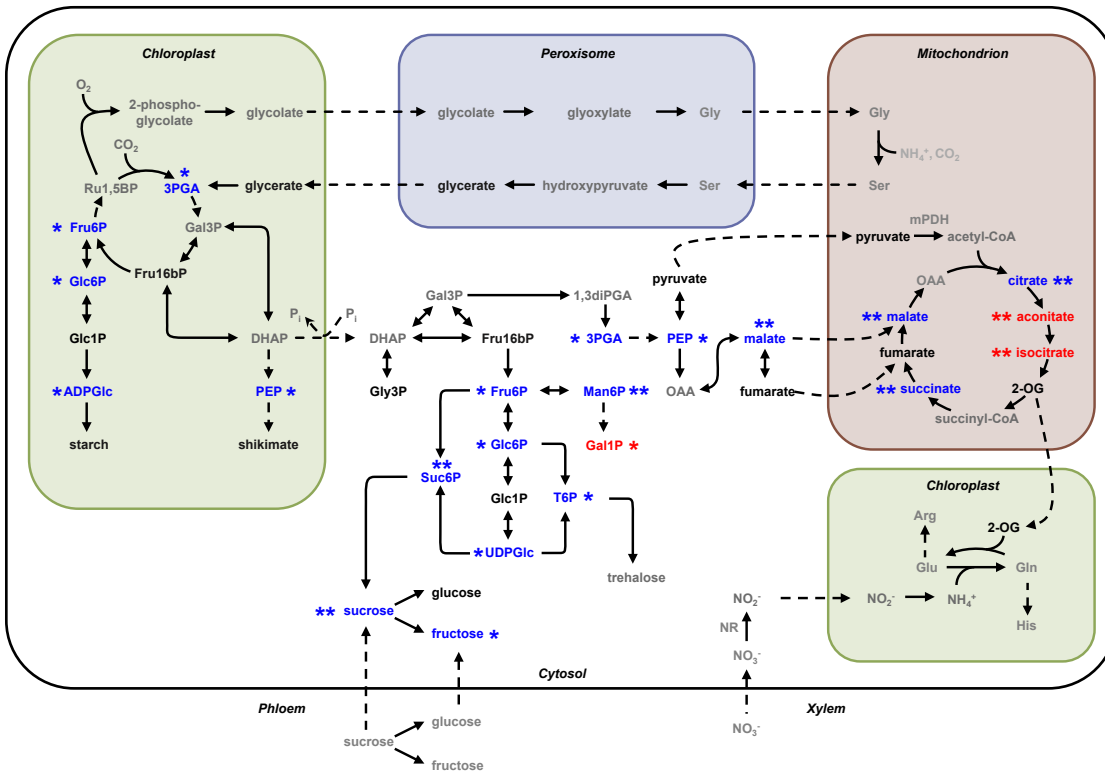 Chloroplast
O₂
2-phospho-
glycolate
glycolate
CO₂
Ru1,5BP
*
3PGA
glycerate
* Fru6P
Gal3P
* Glc6P
Fru16bP
Glc1P
DHAP
Pᵢ
Pᵢ
* ADPGlc
PEP *
starch
shikimate
Peroxisome
glycolate
glyoxylate
Gly
glycerate
hydroxypyruvate
Ser
Mitochondrion
Gly
NH₄⁺, CO₂
Ser
mPDH
pyruvate
acetyl-CoA
OAA
citrate **
** malate
** aconitate
fumarate
** isocitrate
** succinate
2-OG
succinyl-CoA
pyruvate
Gal3P
1,3diPGA
DHAP
Fru16bP
* 3PGA
PEP *
**
malate
Gly3P
* Fru6P
Man6P **
OAA
fumarate
* Glc6P
Gal1P *
**
Suc6P
Glc1P
T6P *
* UDPGlc
trehalose
glucose
** sucrose
fructose *
NO₂⁻
NR
NO₃⁻
Chloroplast
Arg
2-OG
Glu
Gln
NO₂⁻
NH₄⁺
His
Cytosol
Phloem
Xylem
glucose
sucrose
fructose
NO₃⁻